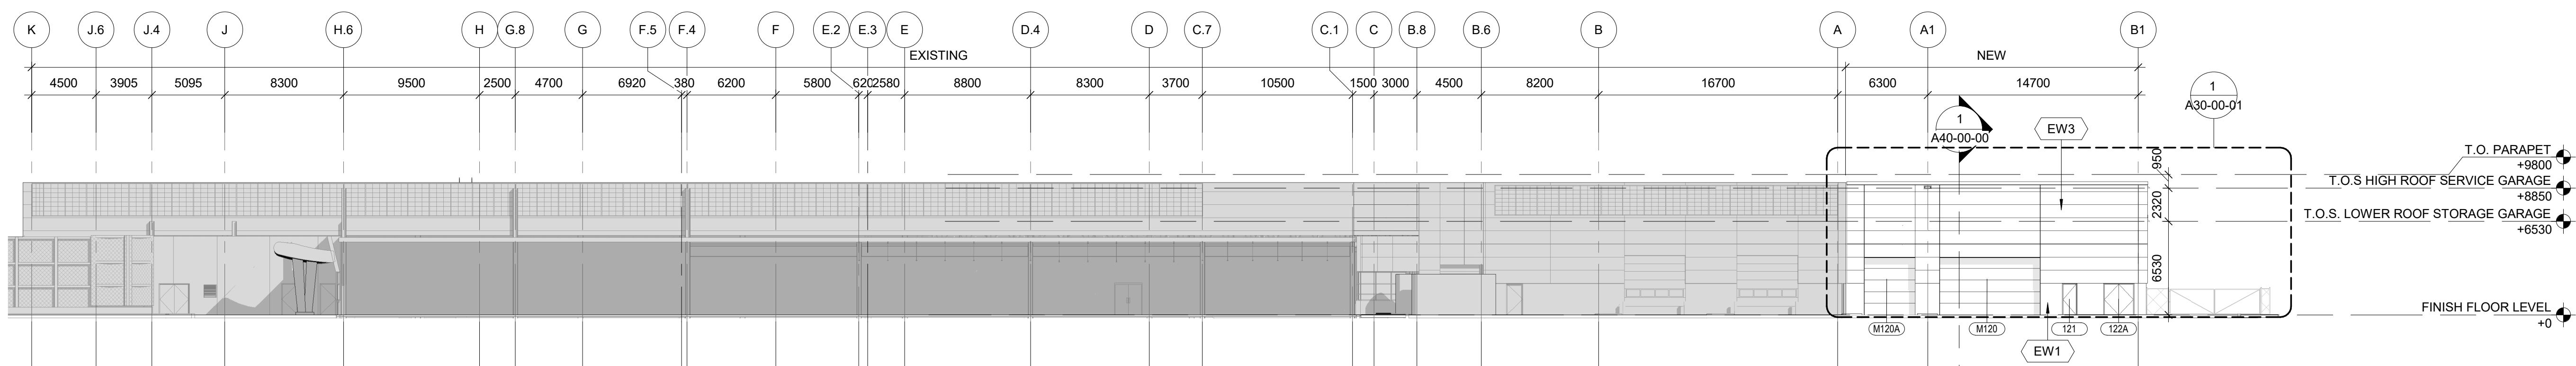 K J.6 J.4 J H.6 H G.8 G F.5 F.4 F E.2 E.3 E D.4 D C.7 C.1 C B.8 B.6 B A A1 B1
EXISTING NEW
4500 3905 5095 8300 9500 2500 4700 6920 380 6200 5800 620 2580 8800 8300 3700 10500 1500 3000 4500 8200 16700 6300 14700
1
A30-00-01
1
A40-00-00
EW3
950
T.O. PARAPET
+9800
T.O.S HIGH ROOF SERVICE GARAGE
+8850
2320
T.O.S. LOWER ROOF STORAGE GARAGE
+6530
6530
FINISH FLOOR LEVEL
+0
M120A M120 121 122A
EW1